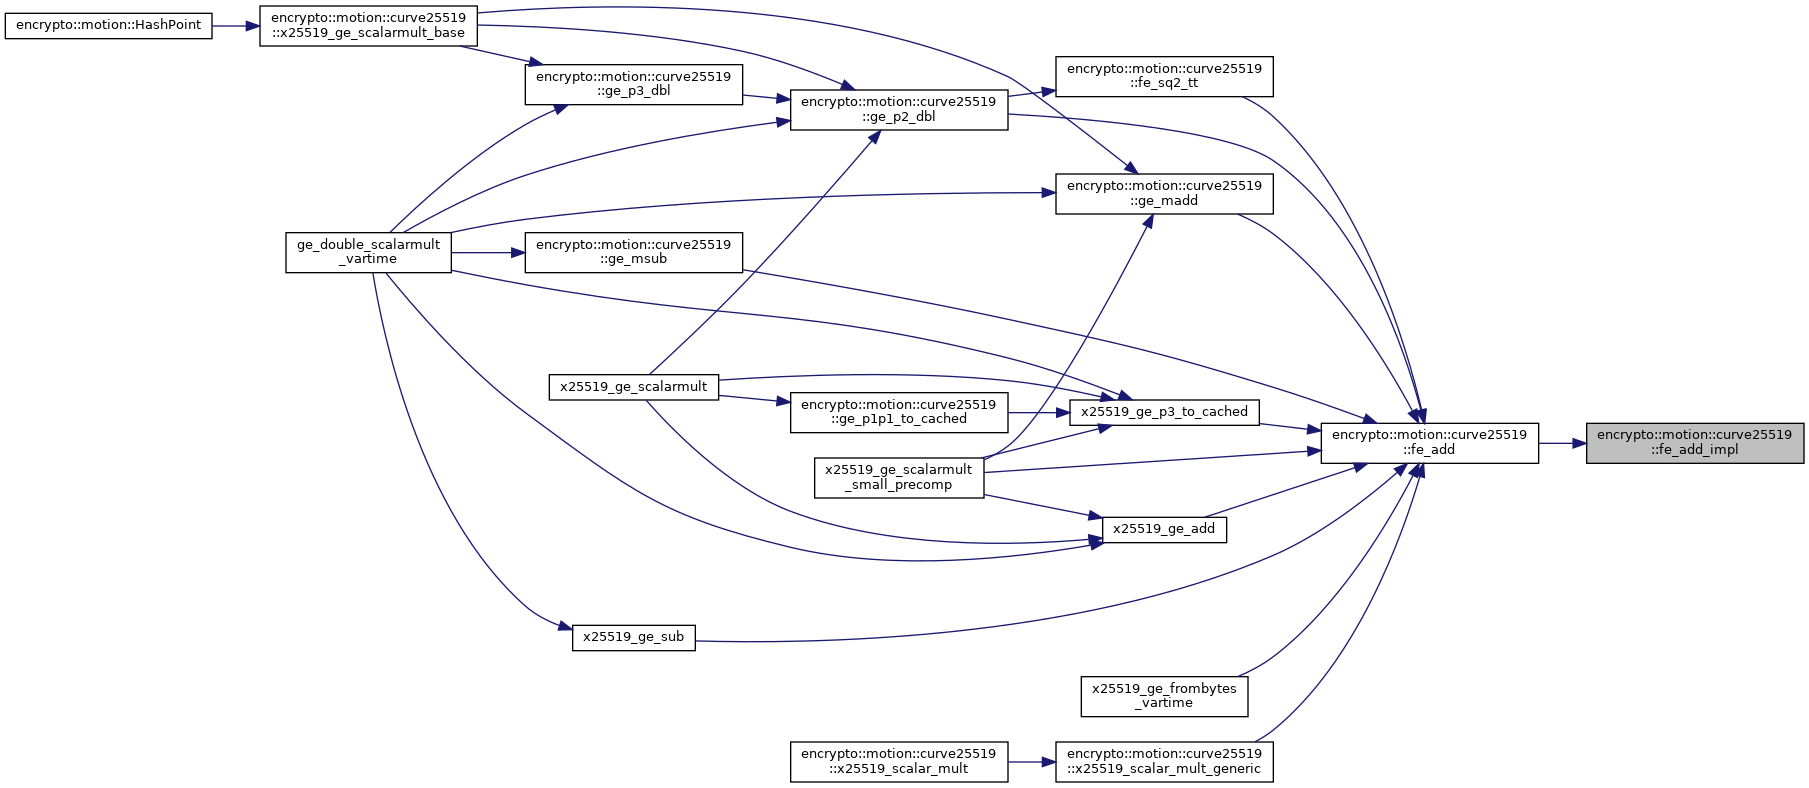 encrypto::motion::HashPoint
encrypto::motion::curve25519
::x25519_ge_scalarmult_base
encrypto::motion::curve25519
::ge_p3_dbl
encrypto::motion::curve25519
::ge_p2_dbl
encrypto::motion::curve25519
::fe_sq2_tt
encrypto::motion::curve25519
::ge_madd
ge_double_scalarmult
_vartime
encrypto::motion::curve25519
::ge_msub
x25519_ge_scalarmult
encrypto::motion::curve25519
::ge_p1p1_to_cached
x25519_ge_p3_to_cached
encrypto::motion::curve25519
::fe_add
encrypto::motion::curve25519
::fe_add_impl
x25519_ge_scalarmult
_small_precomp
x25519_ge_add
x25519_ge_sub
x25519_ge_frombytes
_vartime
encrypto::motion::curve25519
::x25519_scalar_mult
encrypto::motion::curve25519
::x25519_scalar_mult_generic